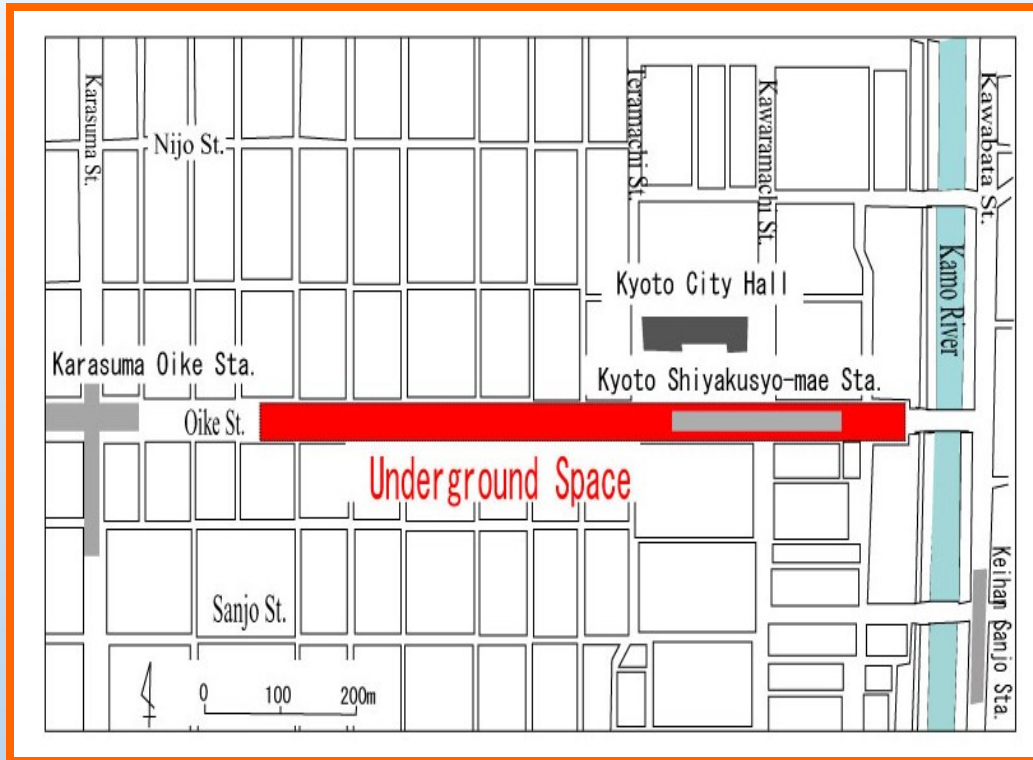 Karasuma St.
Nijo St.
Teramachi St.
Kawaramachi St.
Kawabata St.
Kamo River
Kyoto City Hall
Karasuma Oike Sta.
Kyoto Shiyakusyo-mae Sta.
Oike St.
Underground Space
Sanjo St.
Keihan Sanjo Sta.
0 100 200m